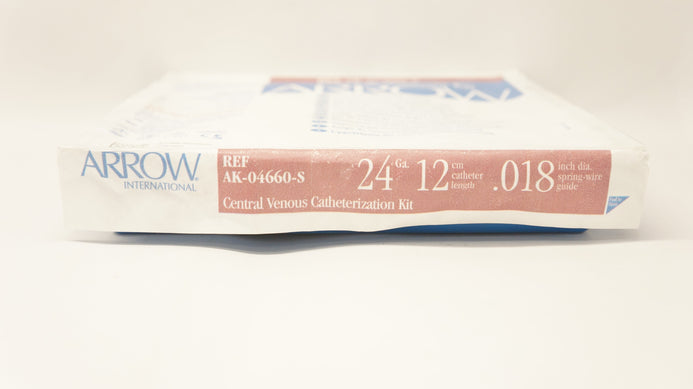 ARROW
ARROW®
INTERNATIONAL
REF
AK-04660-S
24 Ga.
12 cm
catheter
length
.018 inch dia.
spring-wire
guide
Central Venous Catheterization Kit